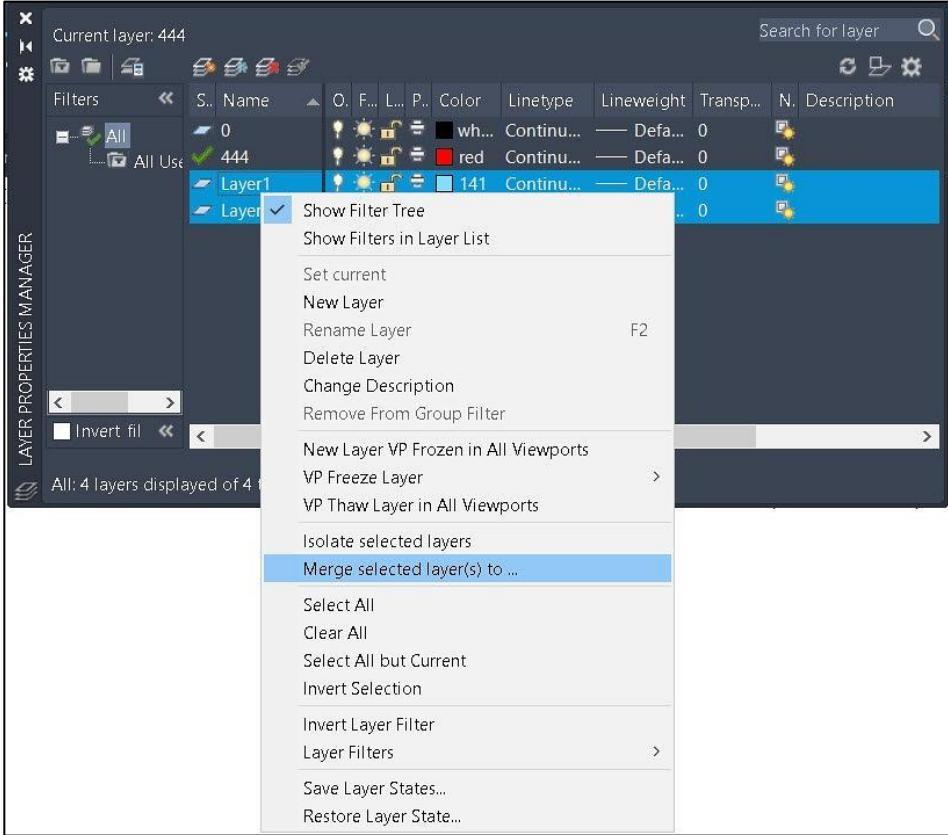 Current layer: 444
Search for layer
Filters
S.. Name O. F... L... P.. Color Linetype Lineweight Transp... N. Description
All
All Use
0 wh... Continu... Defa... 0
444 red Continu... Defa... 0
Layer1 141 Continu... Defa... 0
Layer .. 0
Show Filter Tree
Show Filters in Layer List
Set current
New Layer
Rename Layer F2
Delete Layer
Change Description
Remove From Group Filter
New Layer VP Frozen in All Viewports
VP Freeze Layer
VP Thaw Layer in All Viewports
Isolate selected layers
Merge selected layer(s) to ...
Select All
Clear All
Select All but Current
Invert Selection
Invert Layer Filter
Layer Filters
Save Layer States...
Restore Layer State...
Invert fil
All: 4 layers displayed of 4
LAYER PROPERTIES MANAGER